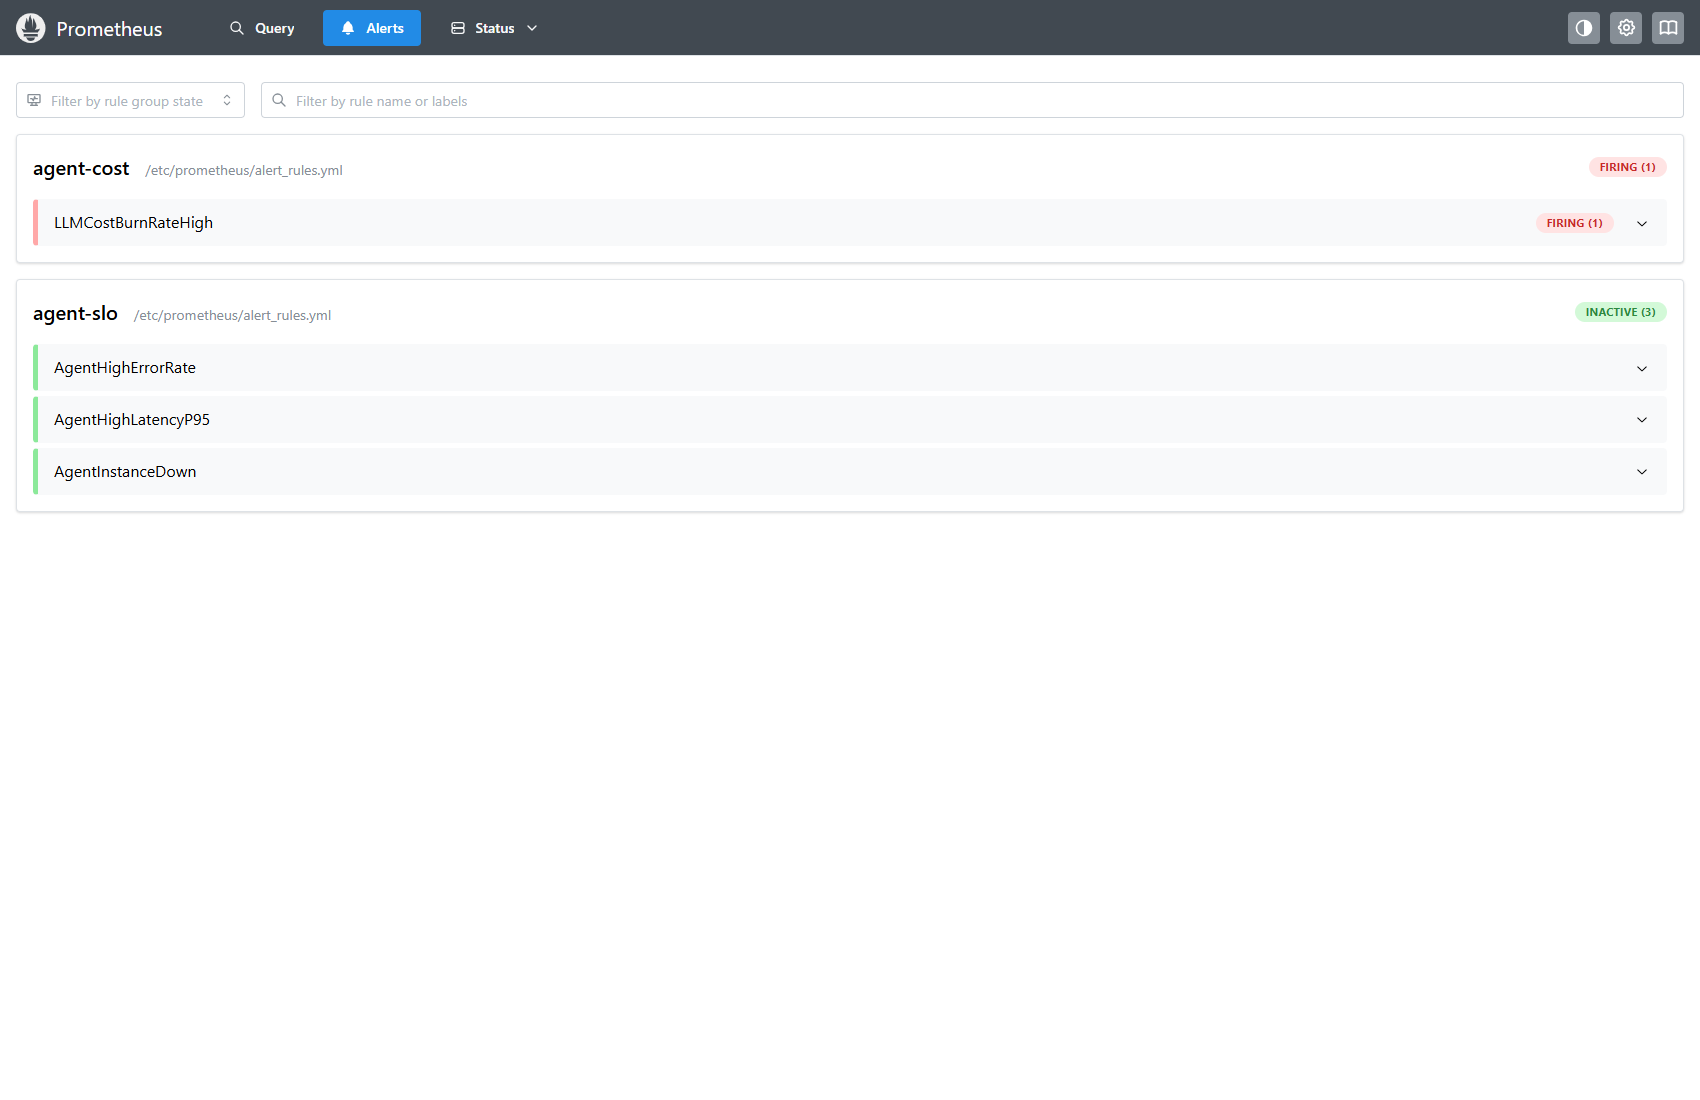 Prometheus
Query
Alerts
Status
Filter by rule group state
Filter by rule name or labels
agent-cost /etc/prometheus/alert_rules.yml FIRING (1)
LLMCostBurnRateHigh FIRING (1)
agent-slo /etc/prometheus/alert_rules.yml INACTIVE (3)
AgentHighErrorRate
AgentHighLatencyP95
AgentInstanceDown